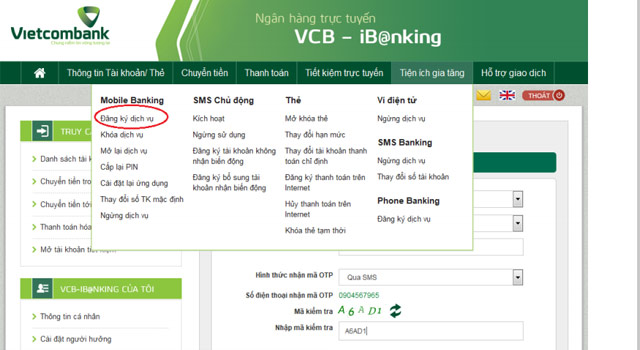 Vietcombank
Chung niềm tin vững tương lai
Ngân hàng trực tuyến
VCB – iB@nking
Thông tin Tài khoản/ Thẻ
Chuyển tiền
Thanh toán
Tiết kiệm trực tuyến
Tiện ích gia tăng
Hỗ trợ giao dịch
THOÁT
Mobile Banking
Đăng ký dịch vụ
Khóa dịch vụ
Mở lại dịch vụ
Cấp lại PIN
Cài đặt lại ứng dụng
Thay đổi số TK mặc định
Ngừng dịch vụ
SMS Chủ động
Kích hoạt
Ngừng sử dụng
Đăng ký tài khoản không
nhận biến động
Đăng ký bổ sung tài
khoản nhận biến động
Thẻ
Mở khóa thẻ
Thay đổi hạn mức
Thay đổi tài khoản thanh
toán chỉ định
Đăng ký thanh toán trên
Internet
Hủy thanh toán trên
Internet
Khóa thẻ tạm thời
Ví điện tử
Ngừng dịch vụ
SMS Banking
Ngừng dịch vụ
Thay đổi số tài khoản
Phone Banking
Đăng ký dịch vụ
TRUY C
Danh sách tài k
Chuyển tiền tro
Chuyển tiền tới
Thanh toán hóa
Mở tài khoản tiết kiệm
VCB-iB@NKING CỦA TÔI
Thông tin cá nhân
Cài đặt người hưởng
Hình thức nhận mã OTP
Qua SMS
Số điện thoại nhận mã OTP
0904567965
Mã kiểm tra
A 6 A D1
Nhập mã kiểm tra
A6AD1